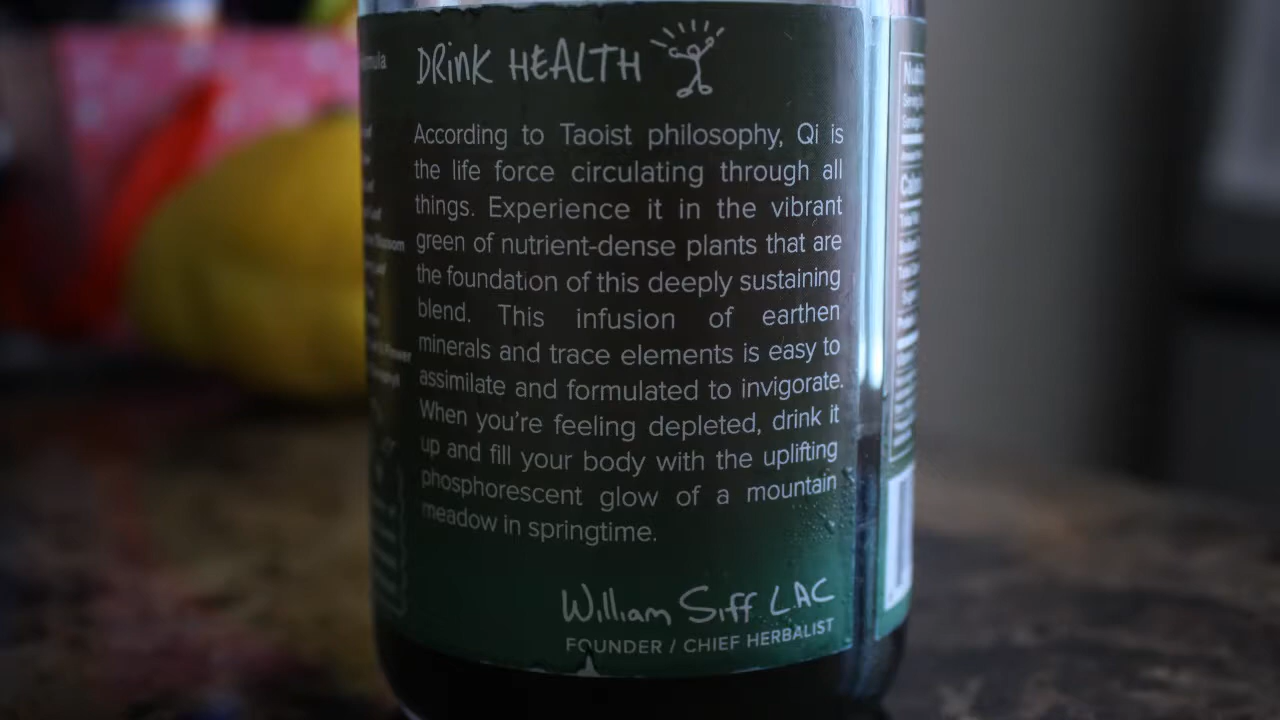 DRiNK HEALTH
According to Taoist philosophy, Qi is
the life force circulating through all
things. Experience it in the vibrant
green of nutrient-dense plants that are
the foundation of this deeply sustaining
blend. This infusion of earthen
minerals and trace elements is easy to
assimilate and formulated to invigorate.
When you're feeling depleted, drink it
up and fill your body with the uplifting
phosphorescent glow of a mountain
meadow in springtime.
William Siff LAC
FOUNDER / CHIEF HERBALIST